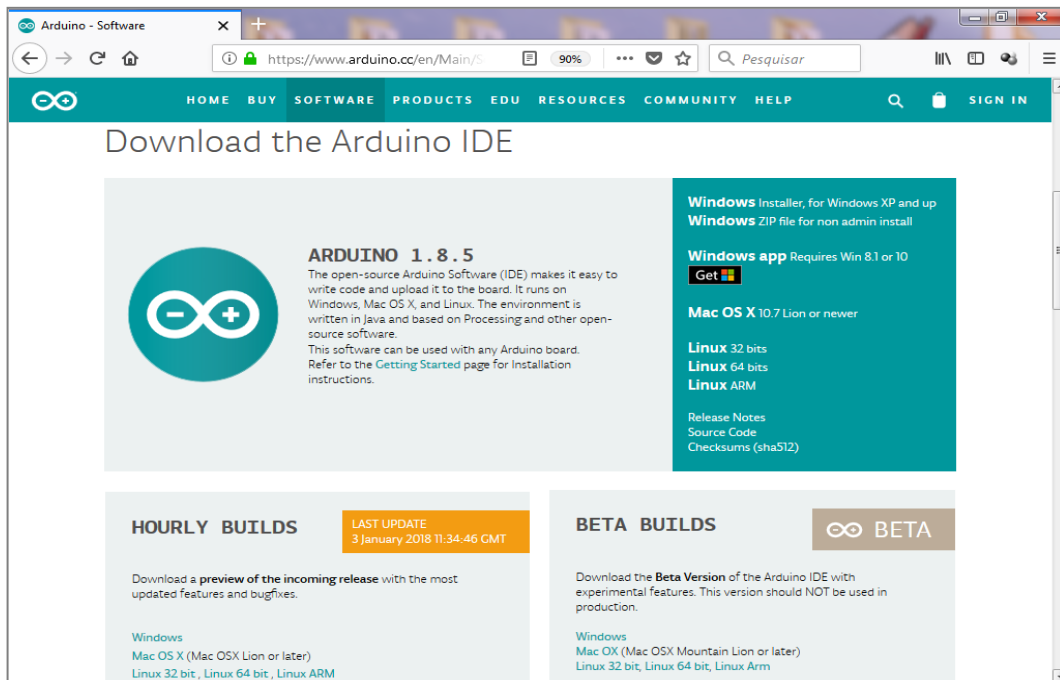 Arduino - Software
https://www.arduino.cc/en/Main/S
90%
Pesquisar
HOME BUY SOFTWARE PRODUCTS EDU RESOURCES COMMUNITY HELP
SIGN IN
Download the Arduino IDE
ARDUINO 1.8.5
The open-source Arduino Software (IDE) makes it easy to
write code and upload it to the board. It runs on
Windows, Mac OS X, and Linux. The environment is
written in Java and based on Processing and other open-
source software.
This software can be used with any Arduino board.
Refer to the Getting Started page for Installation
instructions.
Windows Installer, for Windows XP and up
Windows ZIP file for non admin install
Windows app Requires Win 8.1 or 10
Get
Mac OS X 10.7 Lion or newer
Linux 32 bits
Linux 64 bits
Linux ARM
Release Notes
Source Code
Checksums (sha512)
HOURLY BUILDS
LAST UPDATE
3 January 2018 11:34:46 GMT
Download a preview of the incoming release with the most
updated features and bugfixes.
Windows
Mac OS X (Mac OSX Lion or later)
Linux 32 bit , Linux 64 bit , Linux ARM
BETA BUILDS
BETA
Download the Beta Version of the Arduino IDE with
experimental features. This version should NOT be used in
production.
Windows
Mac OX (Mac OSX Mountain Lion or later)
Linux 32 bit, Linux 64 bit, Linux Arm